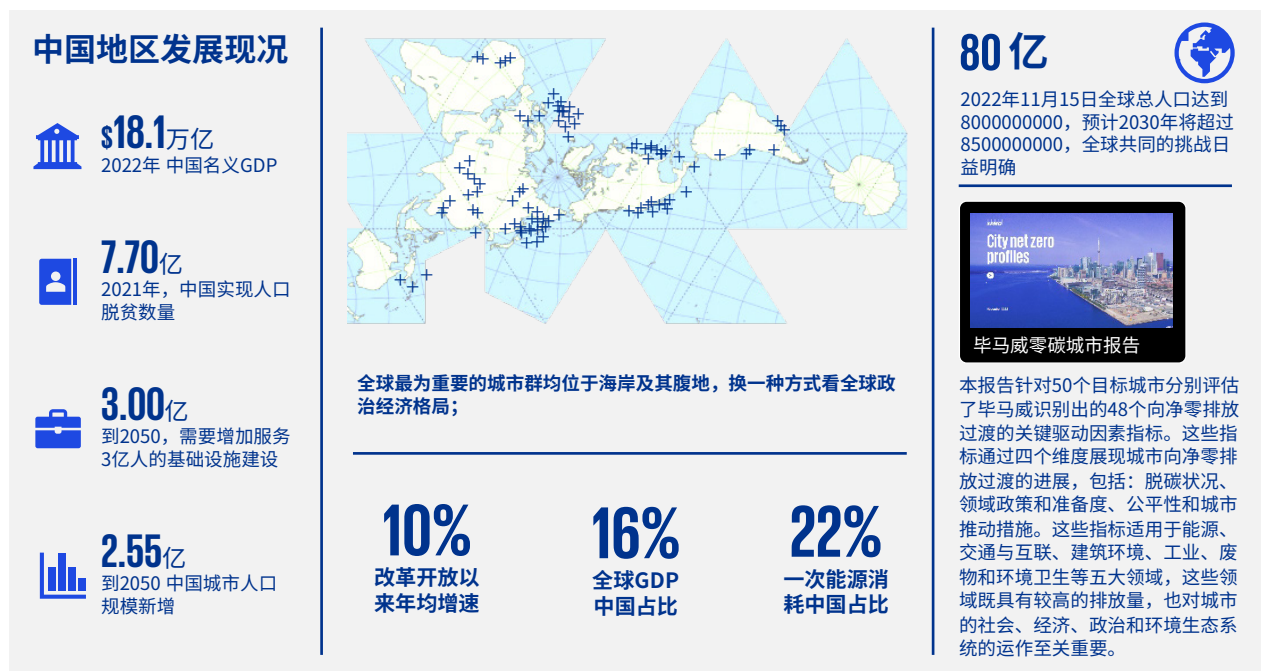 中国地区发展现况
$18.1万亿
2022年 中国名义GDP
7.70亿
2021年，中国实现人口
脱贫数量
3.00亿
到2050，需要增加服务
3亿人的基础设施建设
2.55亿
到2050 中国城市人口
规模新增
全球最为重要的城市群均位于海岸及其腹地，换一种方式看全球政
治经济格局；
10%
改革开放以
来年均增速
16%
全球GDP
中国占比
22%
一次能源消
耗中国占比
80 亿
2022年11月15日全球总人口达到
8000000000，预计2030年将超过
8500000000，全球共同的挑战日
益明确
KPMG
City net zero
profiles
毕马威零碳城市报告
本报告针对50个目标城市分别评估
了毕马威识别出的48个向净零排放
过渡的关键驱动因素指标。这些指
标通过四个维度展现城市向净零排
放过渡的进展，包括：脱碳状况、
领域政策和准备度、公平性和城市
推动措施。这些指标适用于能源、
交通与互联、建筑环境、工业、废
物和环境卫生等五大领域，这些领
域既具有较高的排放量，也对城市
的社会、经济、政治和环境生态系
统的运作至关重要。